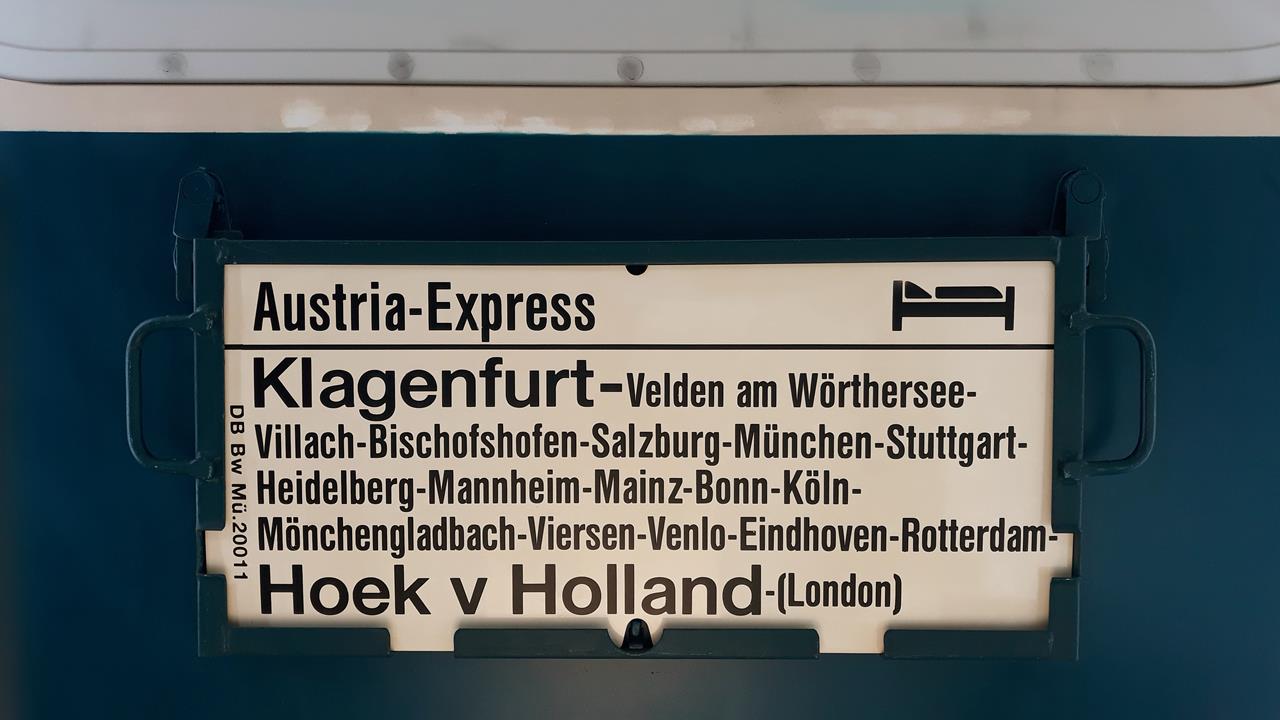 Austria-Express
Klagenfurt-Velden am Wörthersee-
Villach-Bischofshofen-Salzburg-München-Stuttgart-
Heidelberg-Mannheim-Mainz-Bonn-Köln-
Mönchengladbach-Viersen-Venlo-Eindhoven-Rotterdam-
Hoek v Holland-(London)
DB Bw Mü.20011